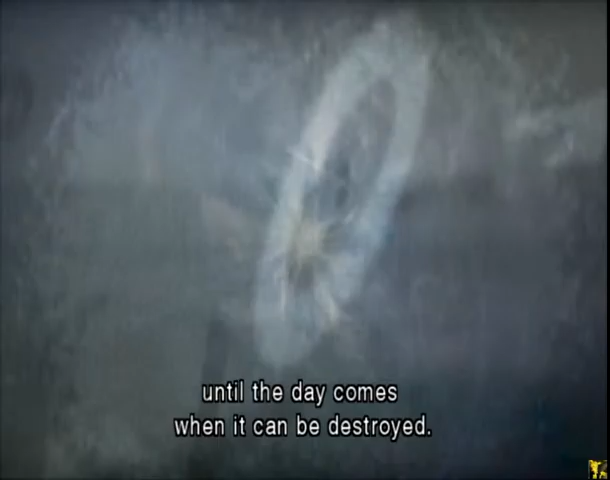 until the day comes
when it can be destroyed.